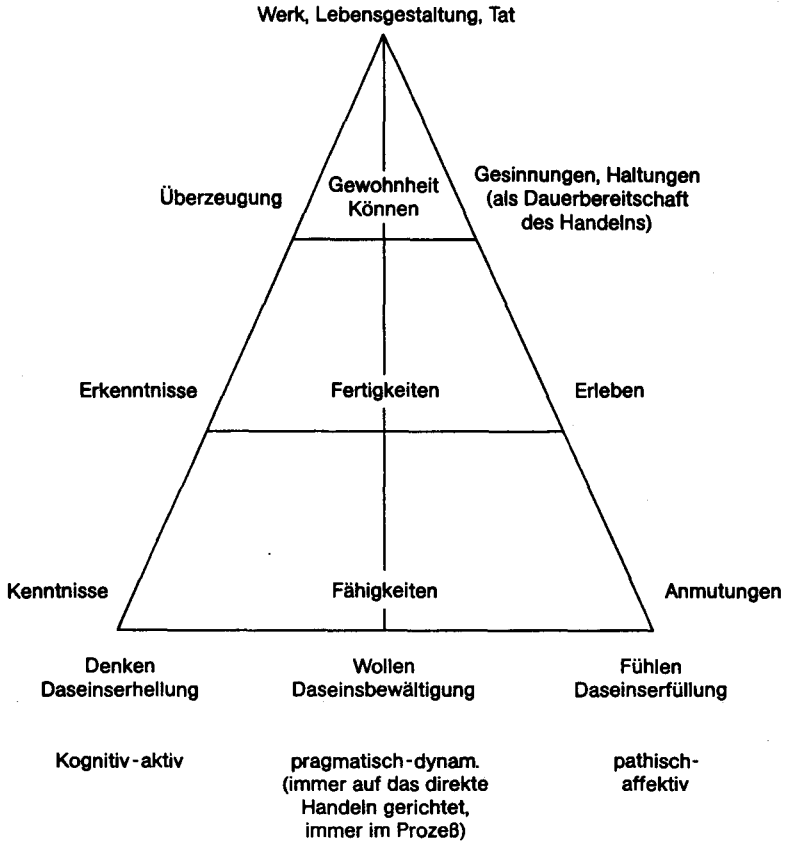 Werk, Lebensgestaltung, Tat
Überzeugung
Gewohnheit
Können
Gesinnungen, Haltungen
(als Dauerbereitschaft
des Handelns)
Erkenntnisse
Fertigkeiten
Erleben
Kenntnisse
Fähigkeiten
Anmutungen
Denken
Daseinserhellung
Wollen
Daseinsbewältigung
Fühlen
Daseinserfüllung
Kognitiv-aktiv
pragmatisch-dynam.
(immer auf das direkte
Handeln gerichtet,
immer im Prozeß)
pathisch-
affektiv